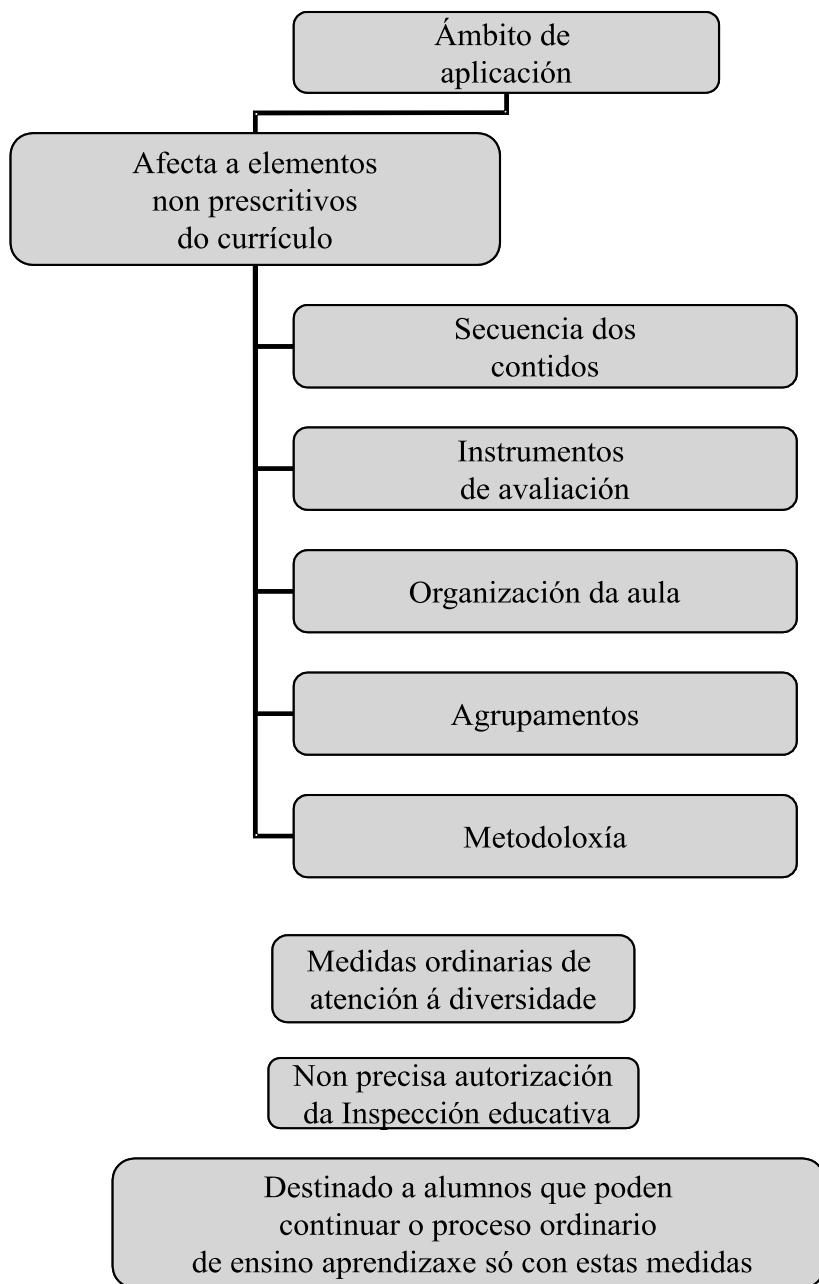 Ámbito de
aplicación
Afecta a elementos
non prescritivos
do currículo
Secuencia dos
contidos
Instrumentos
de avaliación
Organización da aula
Agrupamentos
Metodoloxía
Medidas ordinarias de
atención á diversidade
Non precisa autorización
da Inspección educativa
Destinado a alumnos que poden
continuar o proceso ordinario
de ensino aprendizaxe só con estas medidas